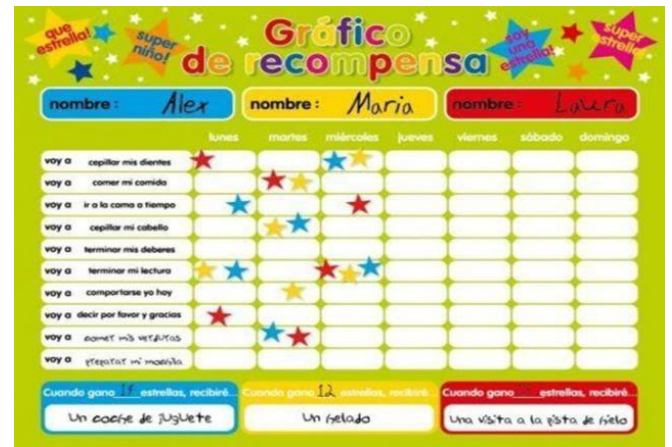 que estrella!
super niño!
Gráfico
de recompensa
soy una estrella!
super estrella!
nombre : Alex
nombre : Maria
nombre : Laura
lunes martes miércoles jueves viernes sábado domingo
voy a cepillar mis dientes
voy a comer mi comida
voy a ir a la cama a tiempo
voy a cepillar mi cabello
voy a terminar mis deberes
voy a terminar mi lectura
voy a comportarse yo hoy
voy a decir por favor y gracias
voy a comer mis verduras
voy a preparar mi mochila
Cuando gano estrellas, recibiré...
Un coche de juguete
Cuando gano 12 estrellas, recibiré...
Un helado
Cuando gano estrellas, recibiré...
Una visita a la pista de hielo